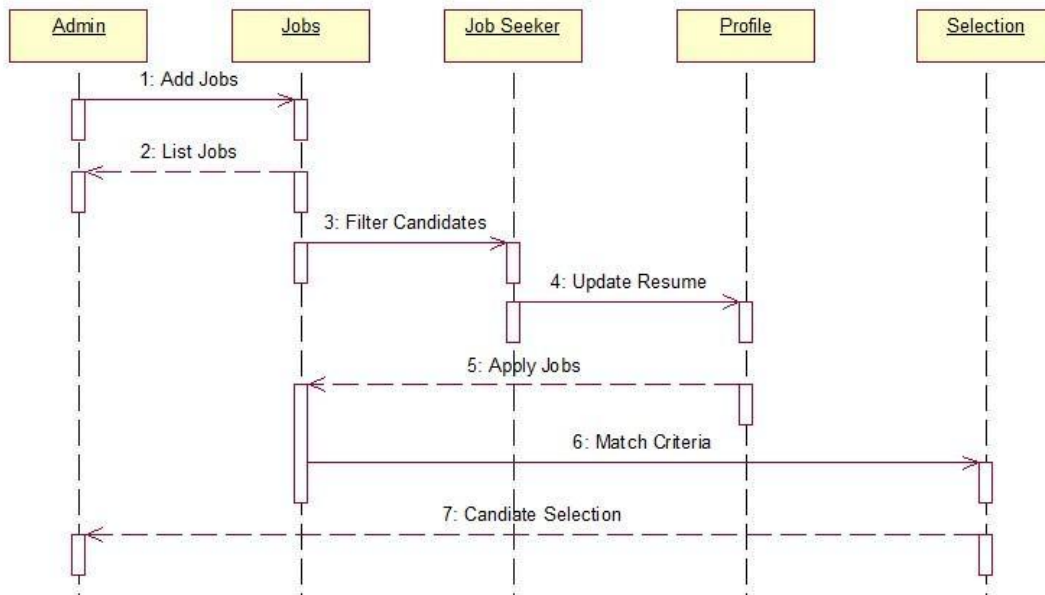 Admin
Jobs
Job Seeker
Profile
Selection
1: Add Jobs
2: List Jobs
3: Filter Candidates
4: Update Resume
5: Apply Jobs
6: Match Criteria
7: Candiate Selection